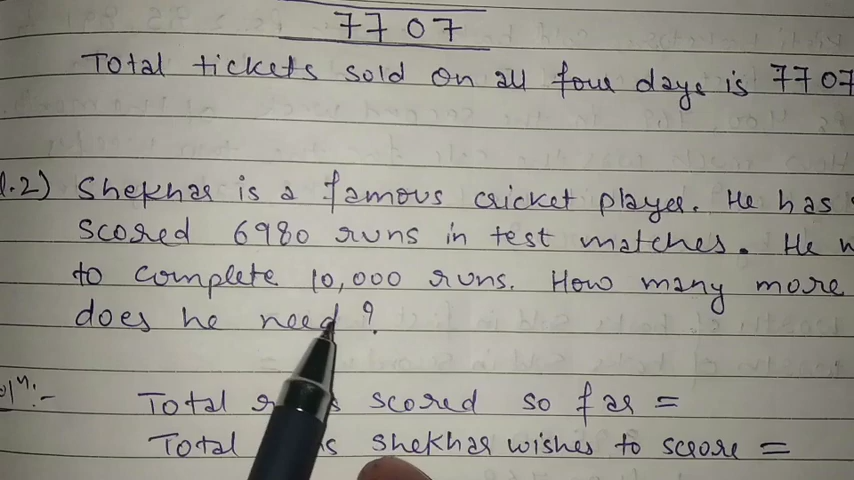 7707
Total tickets sold on all four days is 7707
.2) Shekhar is a famous cricket player. He has
scored 6980 runs in test matches. He
to complete 10,000 runs. How many more
does he need?
Total scored so far =
Total Shekhar wishes to scrore =